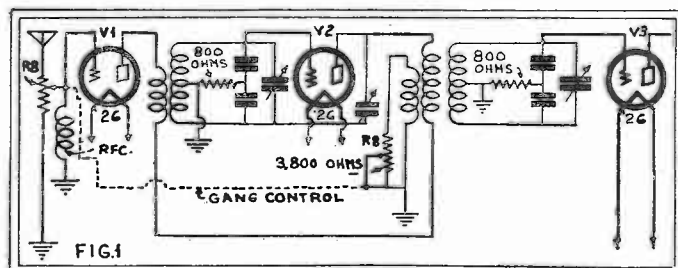 V1
V2
V3
800
OHMS
800
OHMS
R8
26
26
26
RFC.
R8
3,800 OHMS
GANG CONTROL
FIG.1